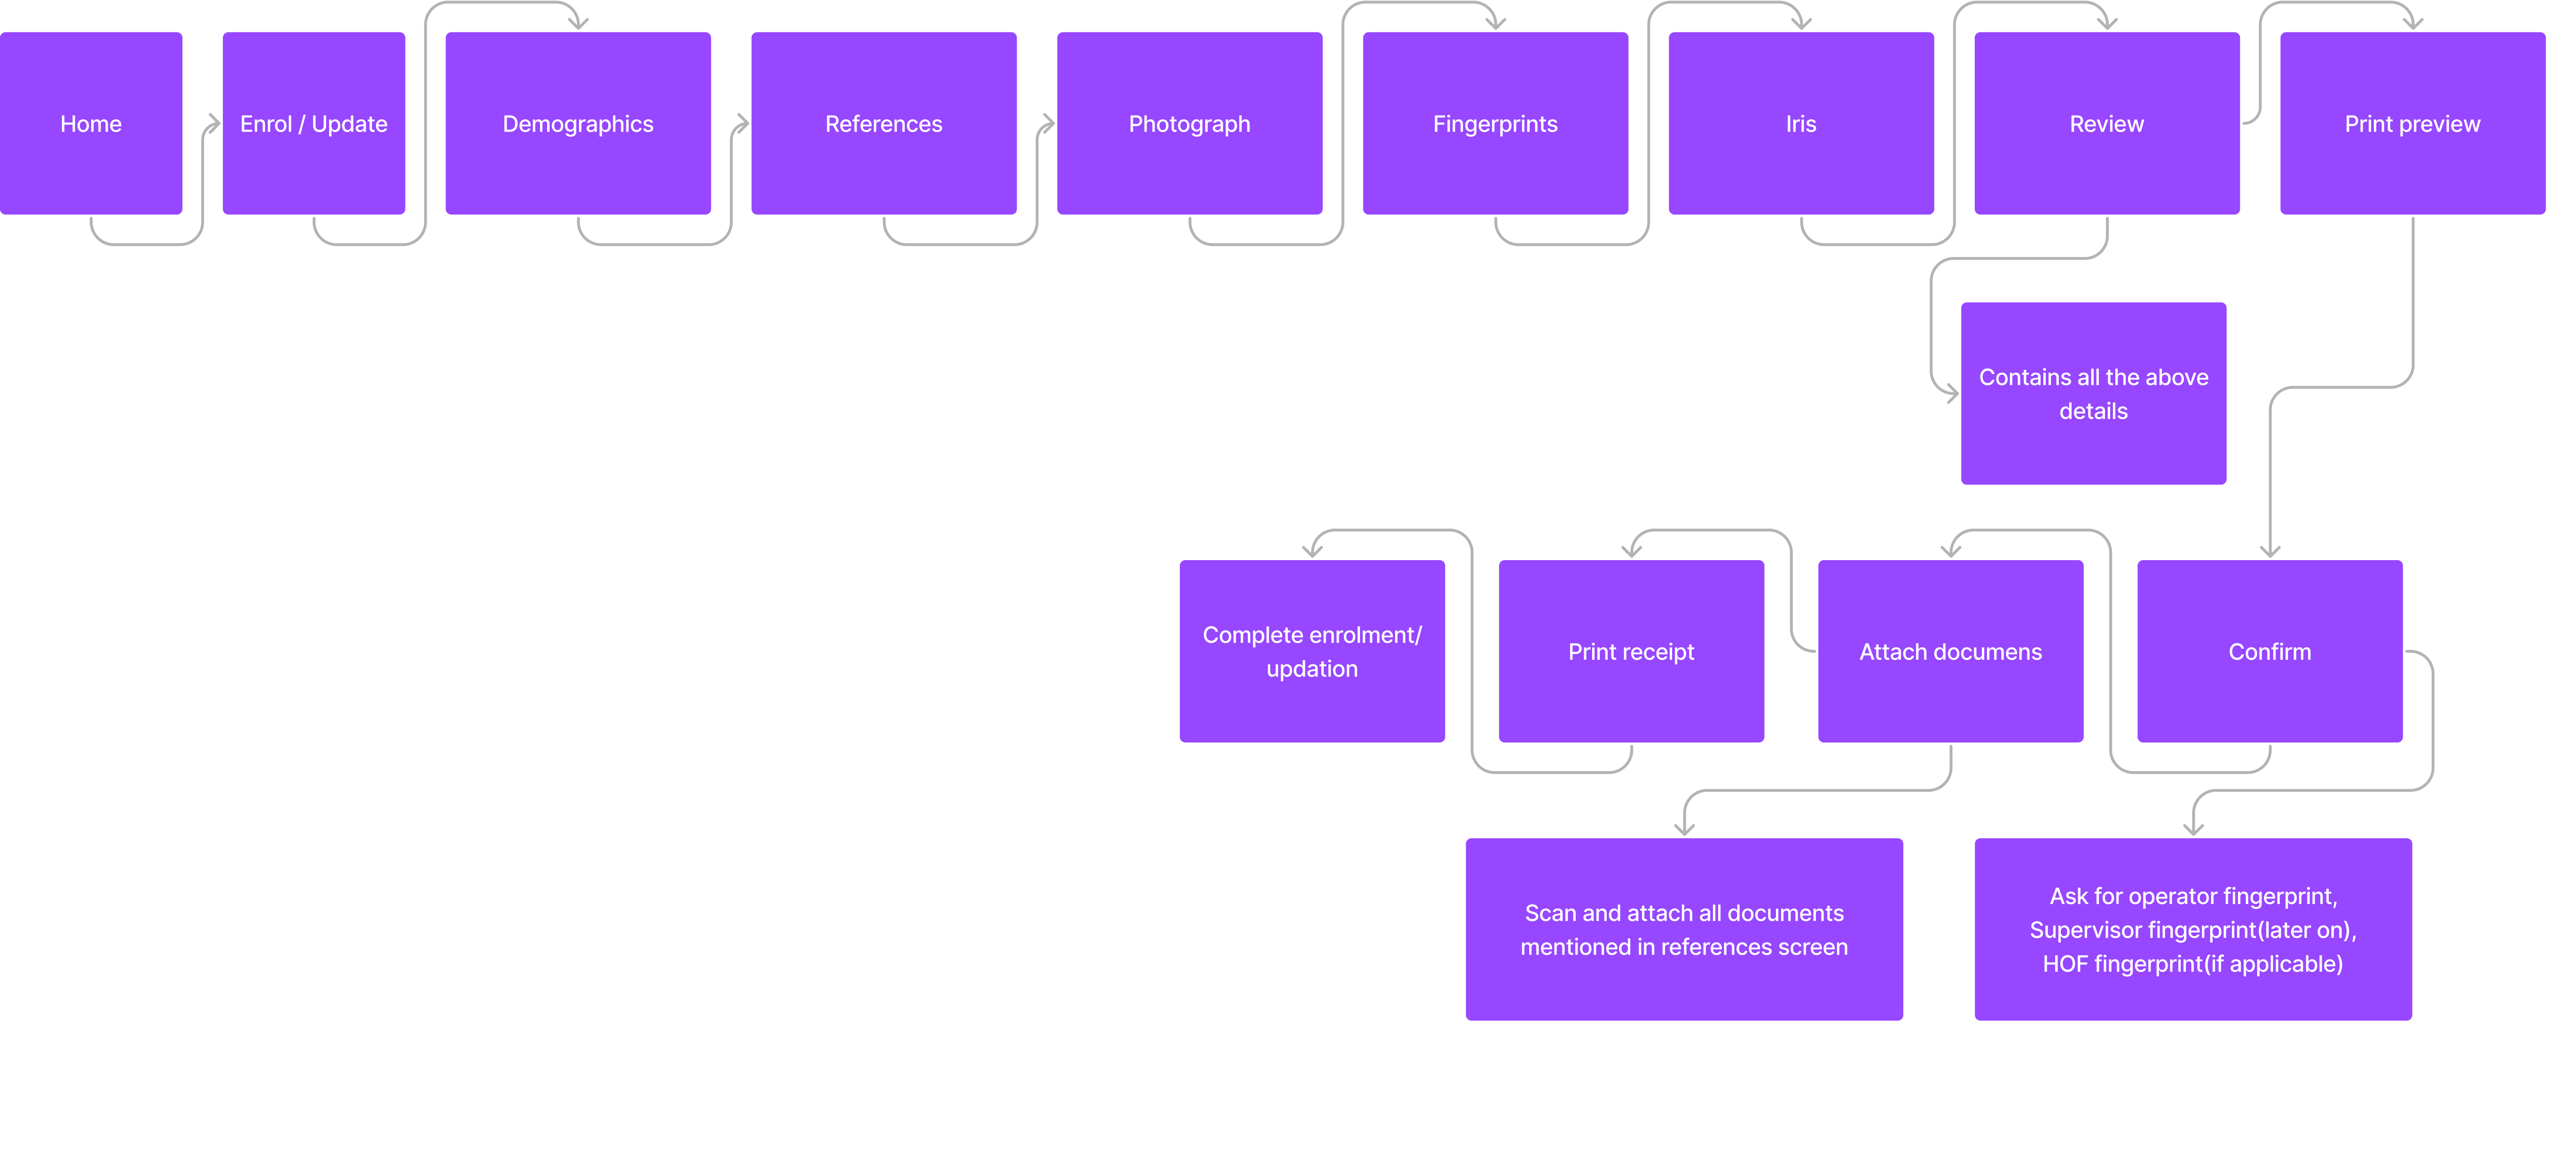 Home
Enrol / Update
Demographics
References
Photograph
Fingerprints
Iris
Review
Print preview
Contains all the above
details
Complete enrolment/
updation
Print receipt
Attach documens
Confirm
Scan and attach all documents
mentioned in references screen
Ask for operator fingerprint,
Supervisor fingerprint(later on),
HOF fingerprint(if applicable)